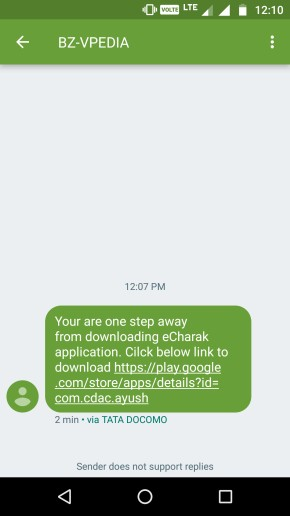 VOLTE LTE 12:10
BZ-VPEDIA
12:07 PM
Your are one step away
from downloading eCharak
application. Cilck below link to
download https://play.google
.com/store/apps/details?id=
com.cdac.ayush
2 min • via TATA DOCOMO
Sender does not support replies